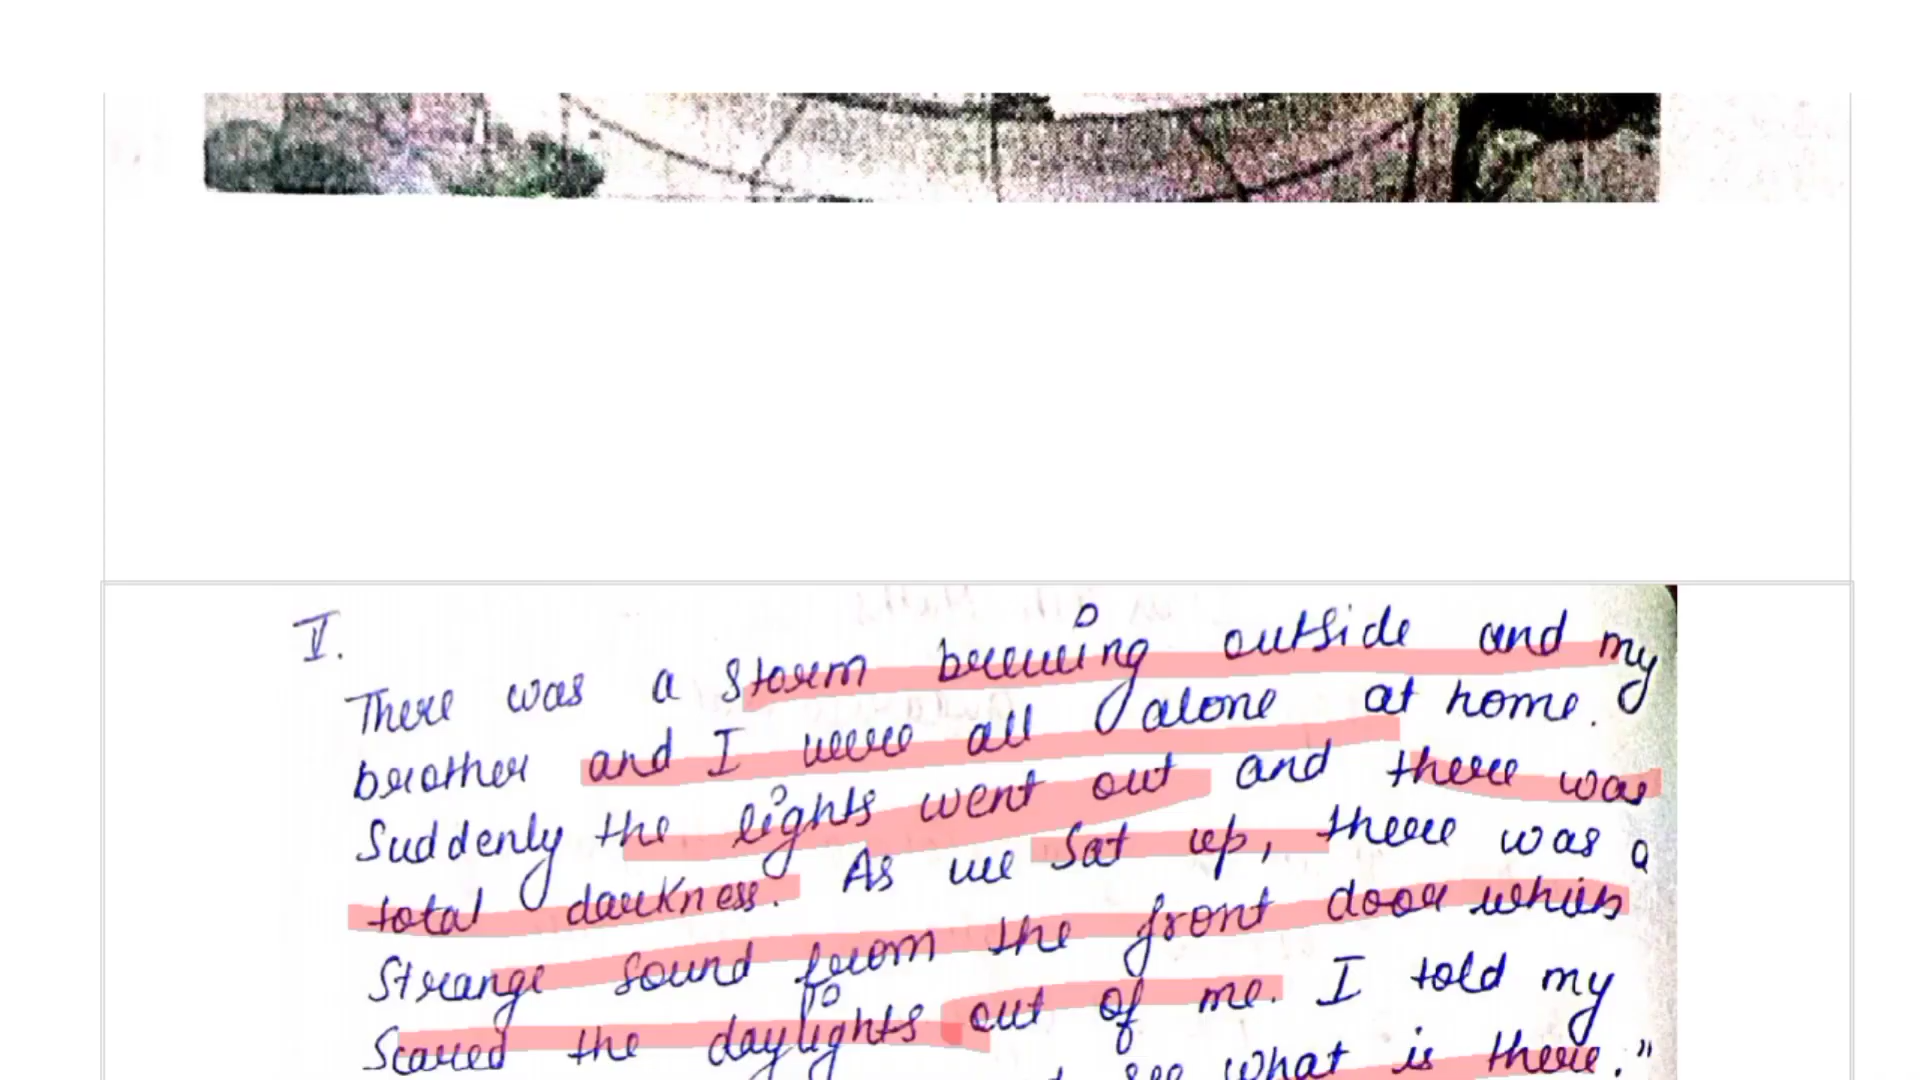 V.
There was a storm brewing outside and my
brother and I were all alone at home.
Suddenly the lights went out and there was
total darkness. As we sat up, there was a
strange sound from the front door which
scared the daylights out of me. I told my
see what is there."